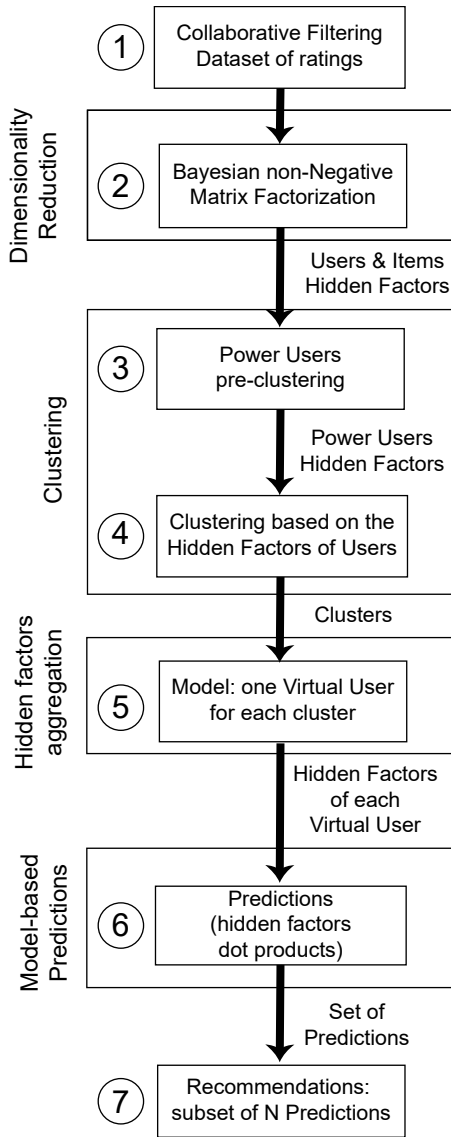 1
Collaborative Filtering
Dataset of ratings
Dimensionality
Reduction
2
Bayesian non-Negative
Matrix Factorization
Users & Items
Hidden Factors
Clustering
3
Power Users
pre-clustering
Power Users
Hidden Factors
4
Clustering based on the
Hidden Factors of Users
Clusters
Hidden factors
aggregation
5
Model: one Virtual User
for each cluster
Hidden Factors
of each
Virtual User
Model-based
Predictions
6
Predictions
(hidden factors
dot products)
Set of
Predictions
7
Recommendations:
subset of N Predictions